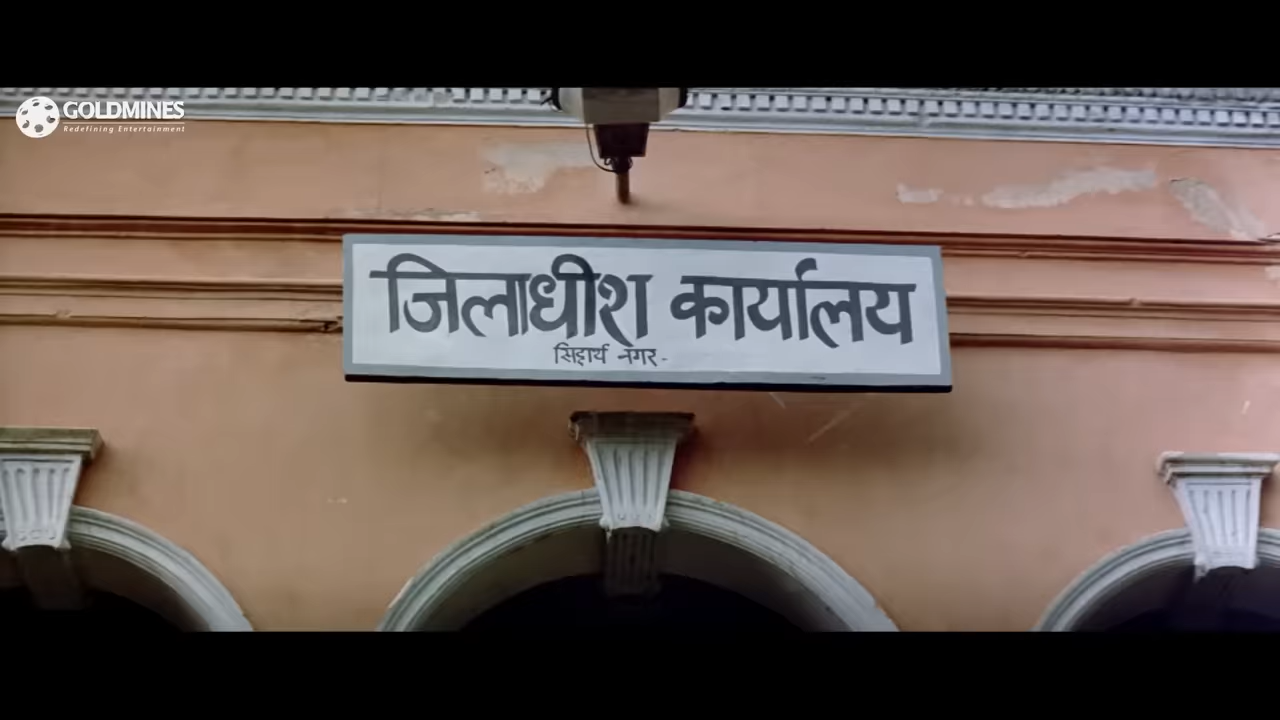 GOLDMINES
Redefining Entertainment
जिलाधीश कार्यालय
सिद्दार्थ नगर-